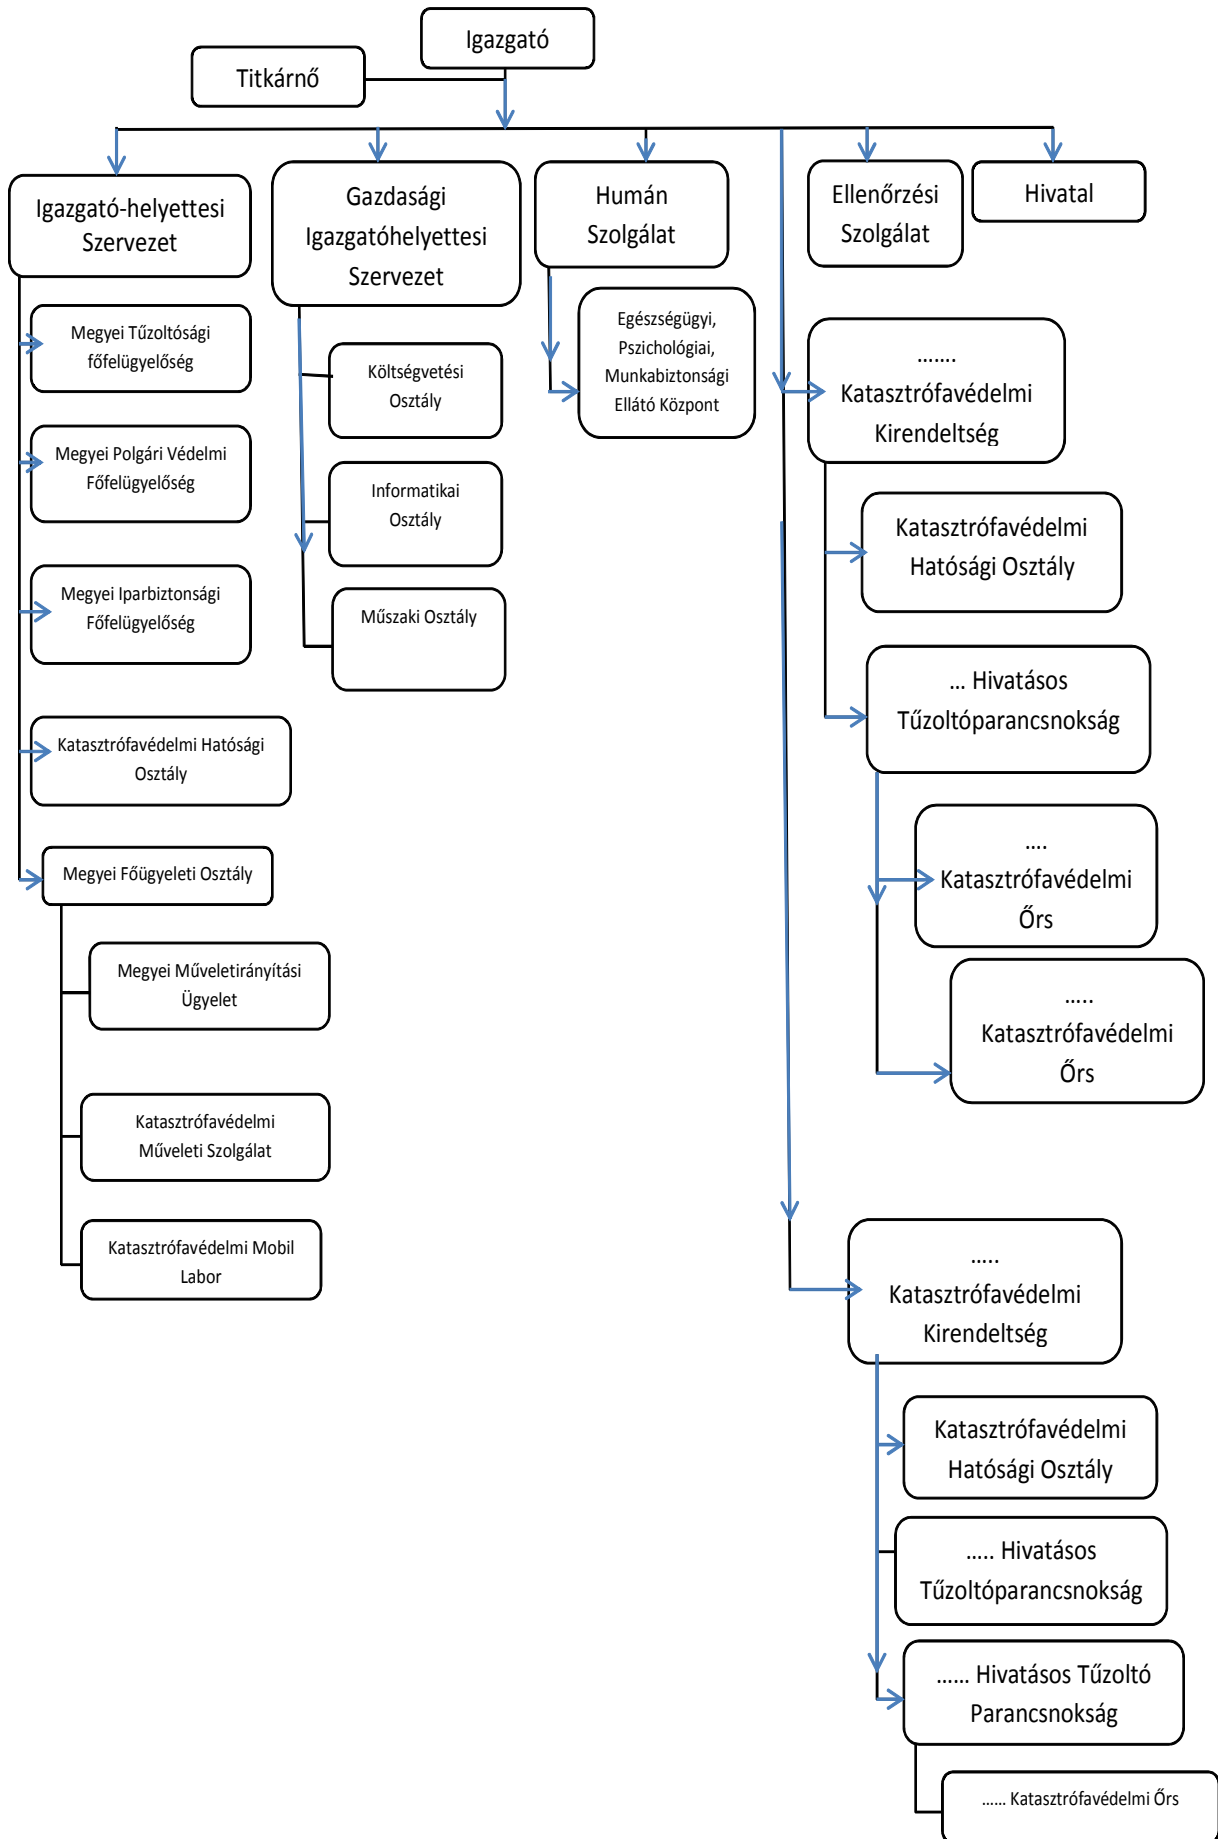 Igazgató
Titkárnő
Igazgató-helyettesi
Szervezet
Gazdasági
Igazgatóhelyettesi
Szervezet
Humán
Szolgálat
Ellenőrzési
Szolgálat
Hivatal
Megyei Tűzoltósági
főfelügyelőség
Megyei Polgári Védelmi
Főfelügyelőség
Megyei Iparbiztonsági
Főfelügyelőség
Katasztrófavédelmi Hatósági
Osztály
Megyei Főügyeleti Osztály
Megyei Műveletirányítási
Ügyelet
Katasztrófavédelmi
Műveleti Szolgálat
Katasztrófavédelmi Mobil
Labor
Költségvetési
Osztály
Informatikai
Osztály
Műszaki Osztály
Egészségügyi,
Pszichológiai,
Munkabiztonsági
Ellátó Központ
…….
Katasztrófavédelmi
Kirendeltség
Katasztrófavédelmi
Hatósági Osztály
… Hivatásos
Tűzoltóparancsnokság
….
Katasztrófavédelmi
Őrs
…..
Katasztrófavédelmi
Őrs
…..
Katasztrófavédelmi
Kirendeltség
Katasztrófavédelmi
Hatósági Osztály
….. Hivatásos
Tűzoltóparancsnokság
…… Hivatásos Tűzoltó
Parancsnokság
…… Katasztrófavédelmi Őrs